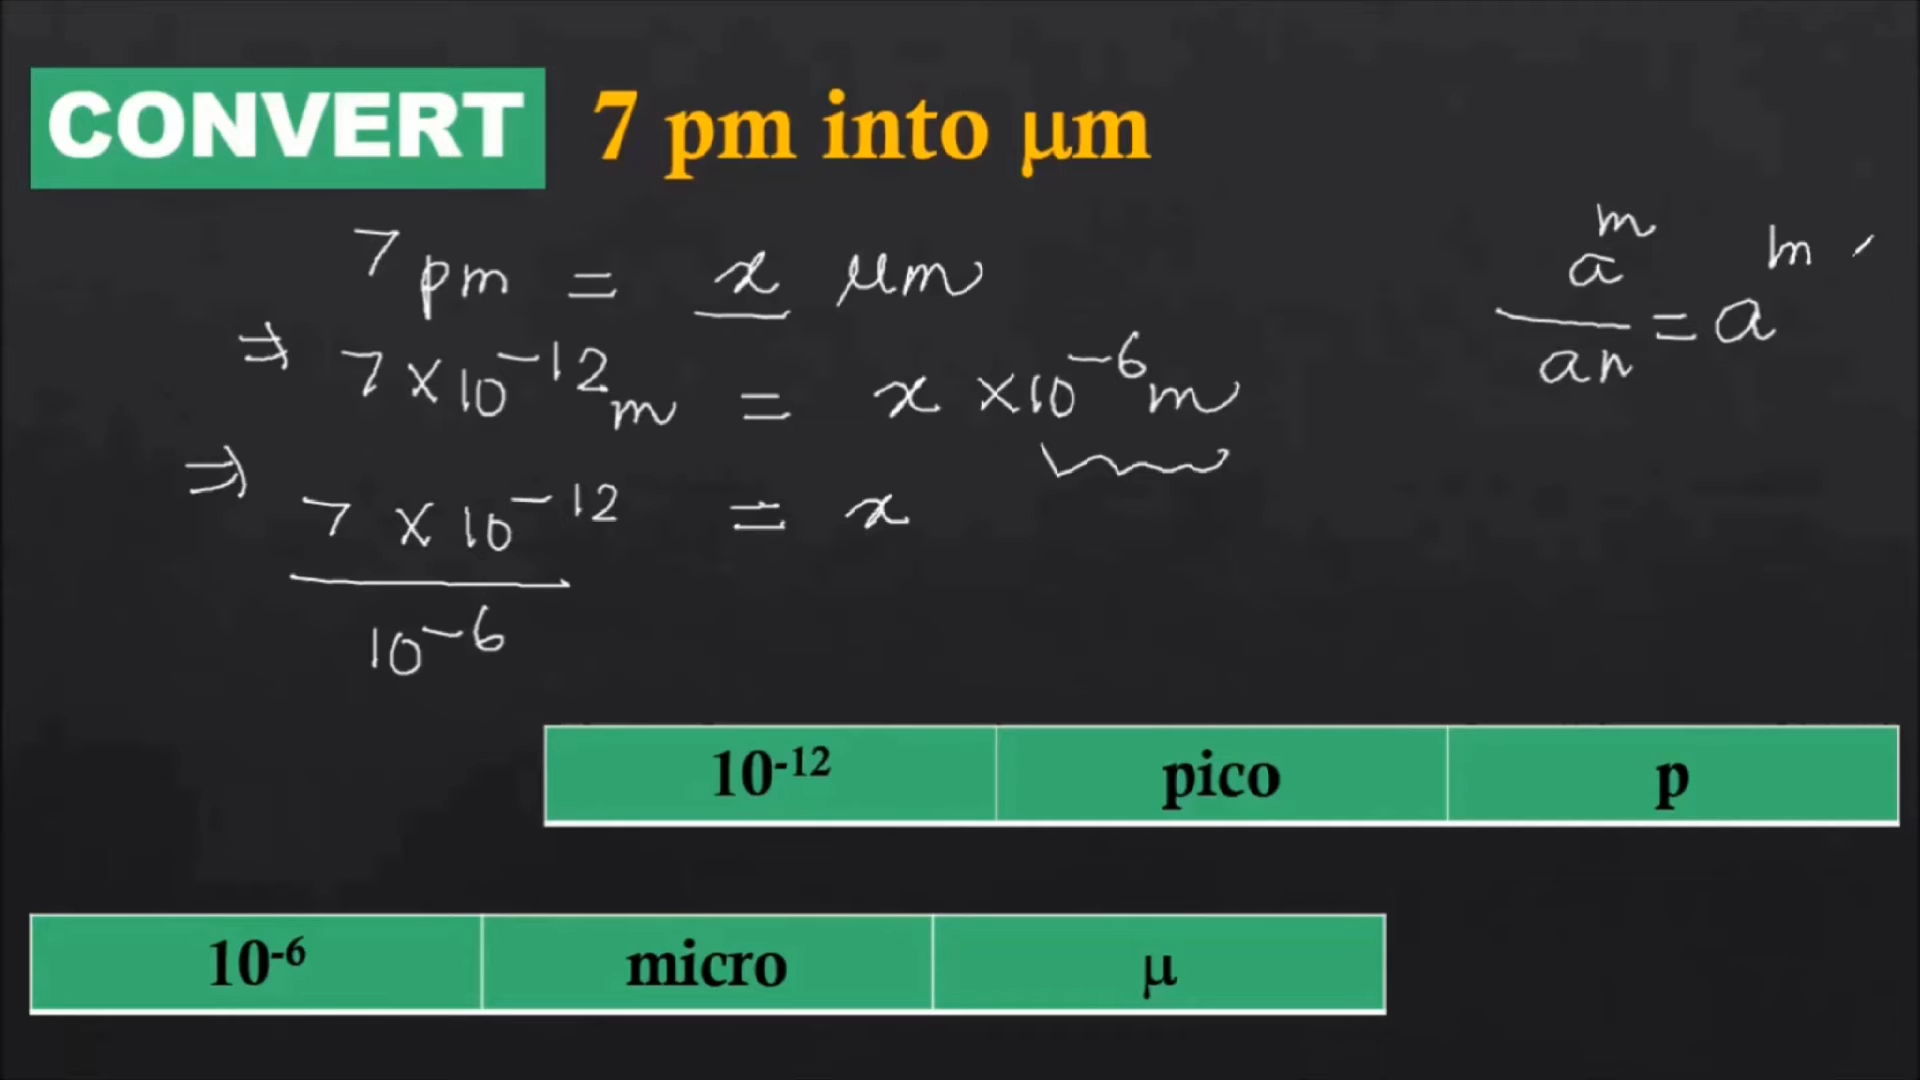 CONVERT 7 pm into μm
7 pm = x μm
⇒ 7 × 10⁻¹² m = x × 10⁻⁶ m
⇒ 7 × 10⁻¹² / 10⁻⁶ = x
aᵐ / an = aᵐ
10⁻¹² pico p
10⁻⁶ micro μ